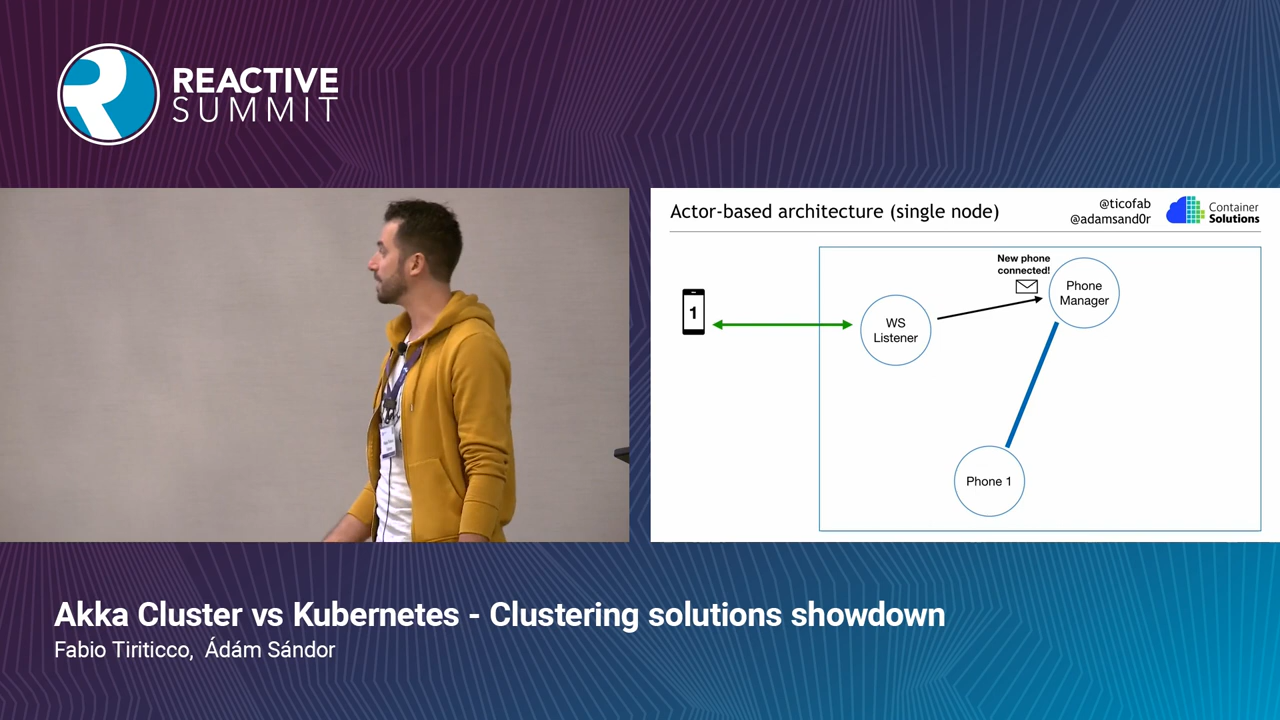 REACTIVE
SUMMIT
Actor-based architecture (single node)
@ticofab
@adamsand0r
Container
Solutions
New phone
connected!
Phone
Manager
1
WS
Listener
Phone 1
Akka Cluster vs Kubernetes - Clustering solutions showdown
Fabio Tiriticco, Ádám Sándor